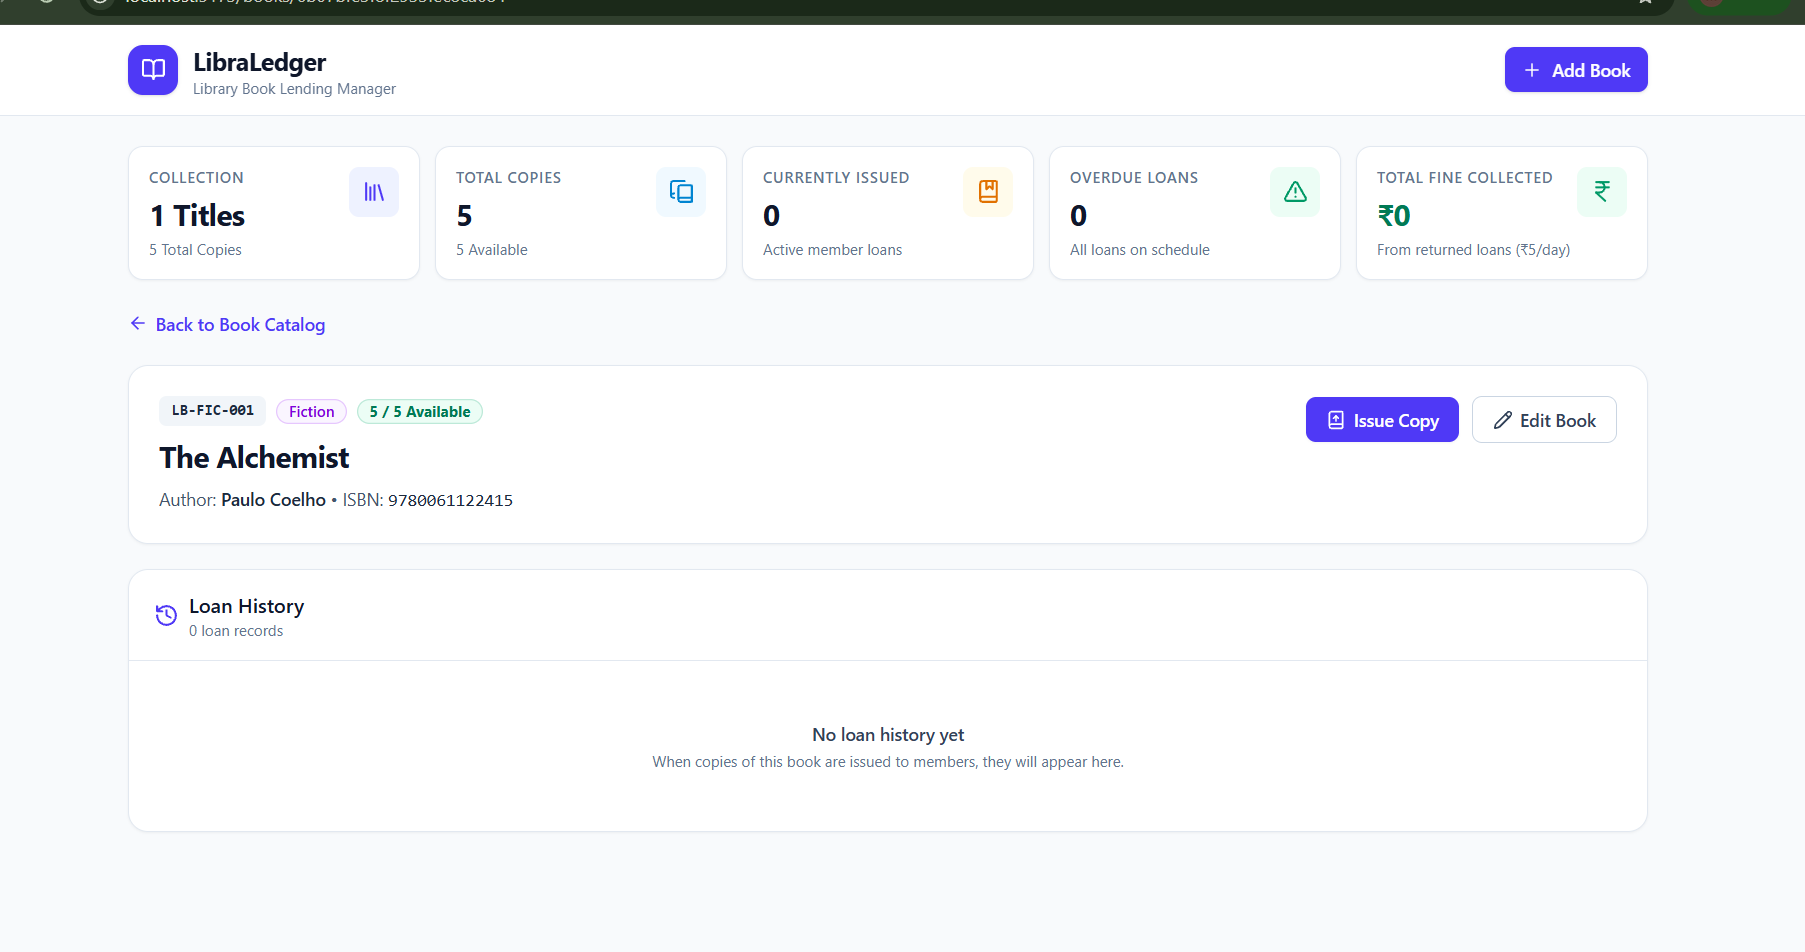 LibraLedger
Library Book Lending Manager
Add Book
COLLECTION
1 Titles
5 Total Copies
TOTAL COPIES
5
5 Available
CURRENTLY ISSUED
0
Active member loans
OVERDUE LOANS
0
All loans on schedule
TOTAL FINE COLLECTED
₹0
From returned loans (₹5/day)
Back to Book Catalog
LB-FIC-001 Fiction 5 / 5 Available
Issue Copy
Edit Book
The Alchemist
Author: Paulo Coelho • ISBN: 9780061122415
Loan History
0 loan records
No loan history yet
When copies of this book are issued to members, they will appear here.